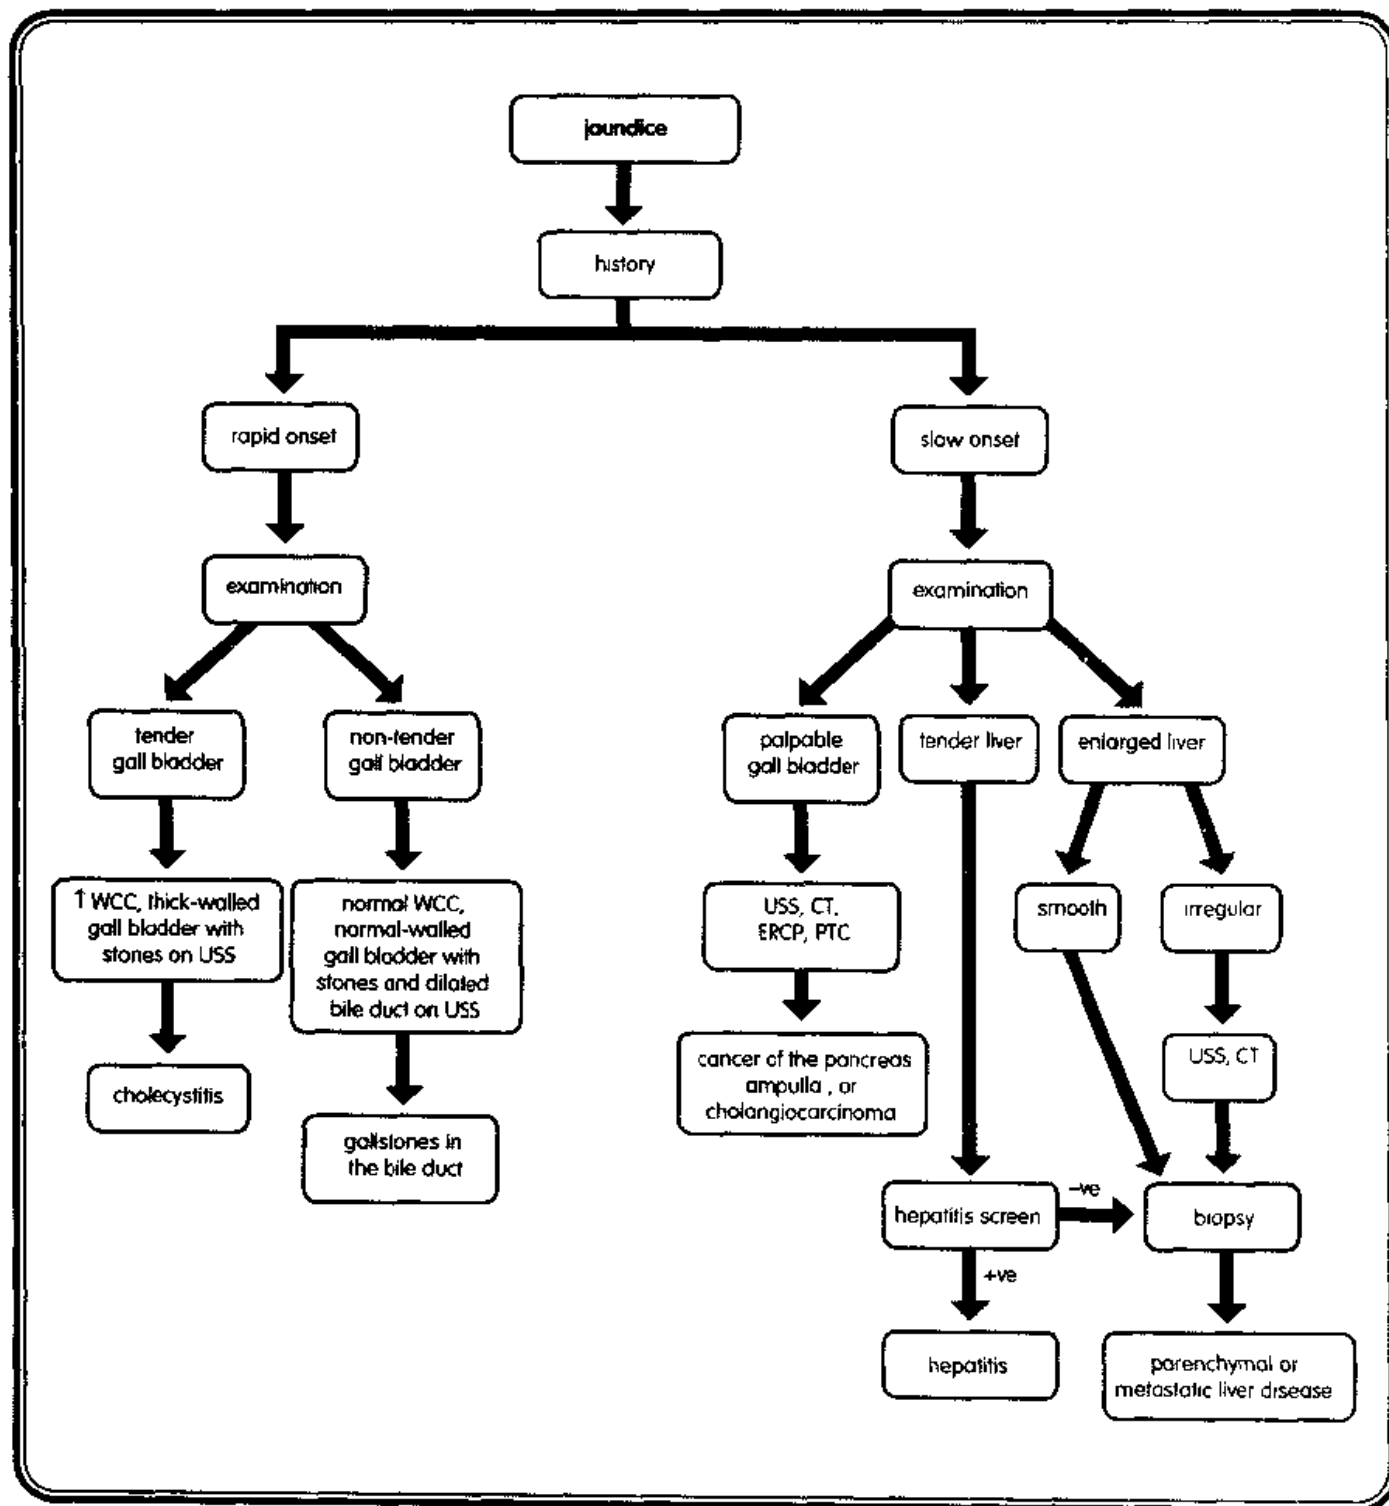 jaundice
history
rapid onset
slow onset
examination
examination
tender
gall bladder
non-tender
gall bladder
palpable
gall bladder
tender liver
enlarged liver
↑ WCC, thick-walled
gall bladder with
stones on USS
normal WCC,
normal-walled
gall bladder with
stones and dilated
bile duct on USS
USS, CT,
ERCP, PTC
smooth
irregular
cholecystitis
gallstones in
the bile duct
cancer of the pancreas
ampulla , or
cholangiocarcinoma
USS, CT
hepatitis screen
–ve
biopsy
+ve
hepatitis
parenchymal or
metastatic liver disease